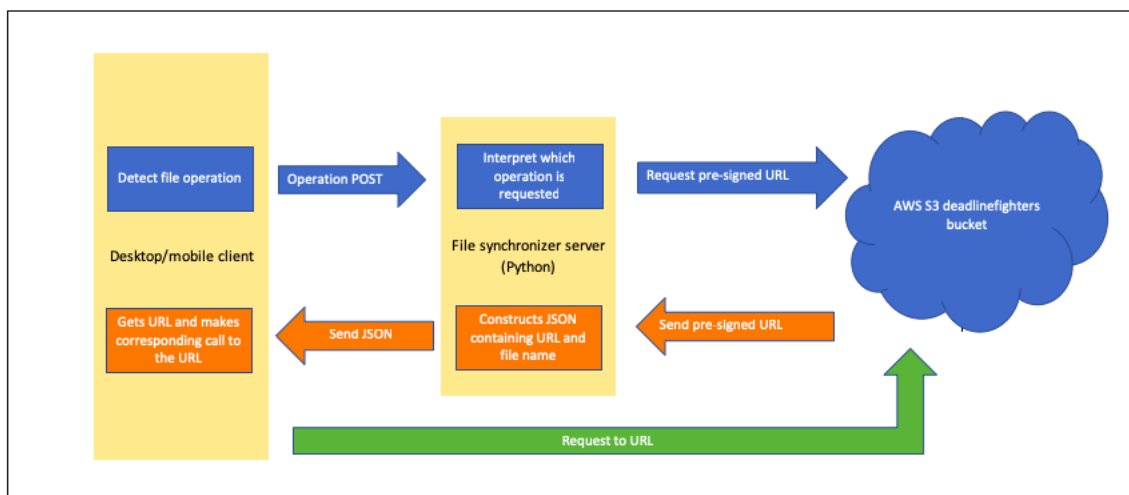 Detect file operation
Operation POST
Interpret which
operation is
requested
Request pre-signed URL
AWS S3 deadlinefighters
bucket
Desktop/mobile client
File synchronizer server
(Python)
Gets URL and makes
corresponding call to
the URL
Send JSON
Constructs JSON
containing URL and
file name
Send pre-signed URL
Request to URL